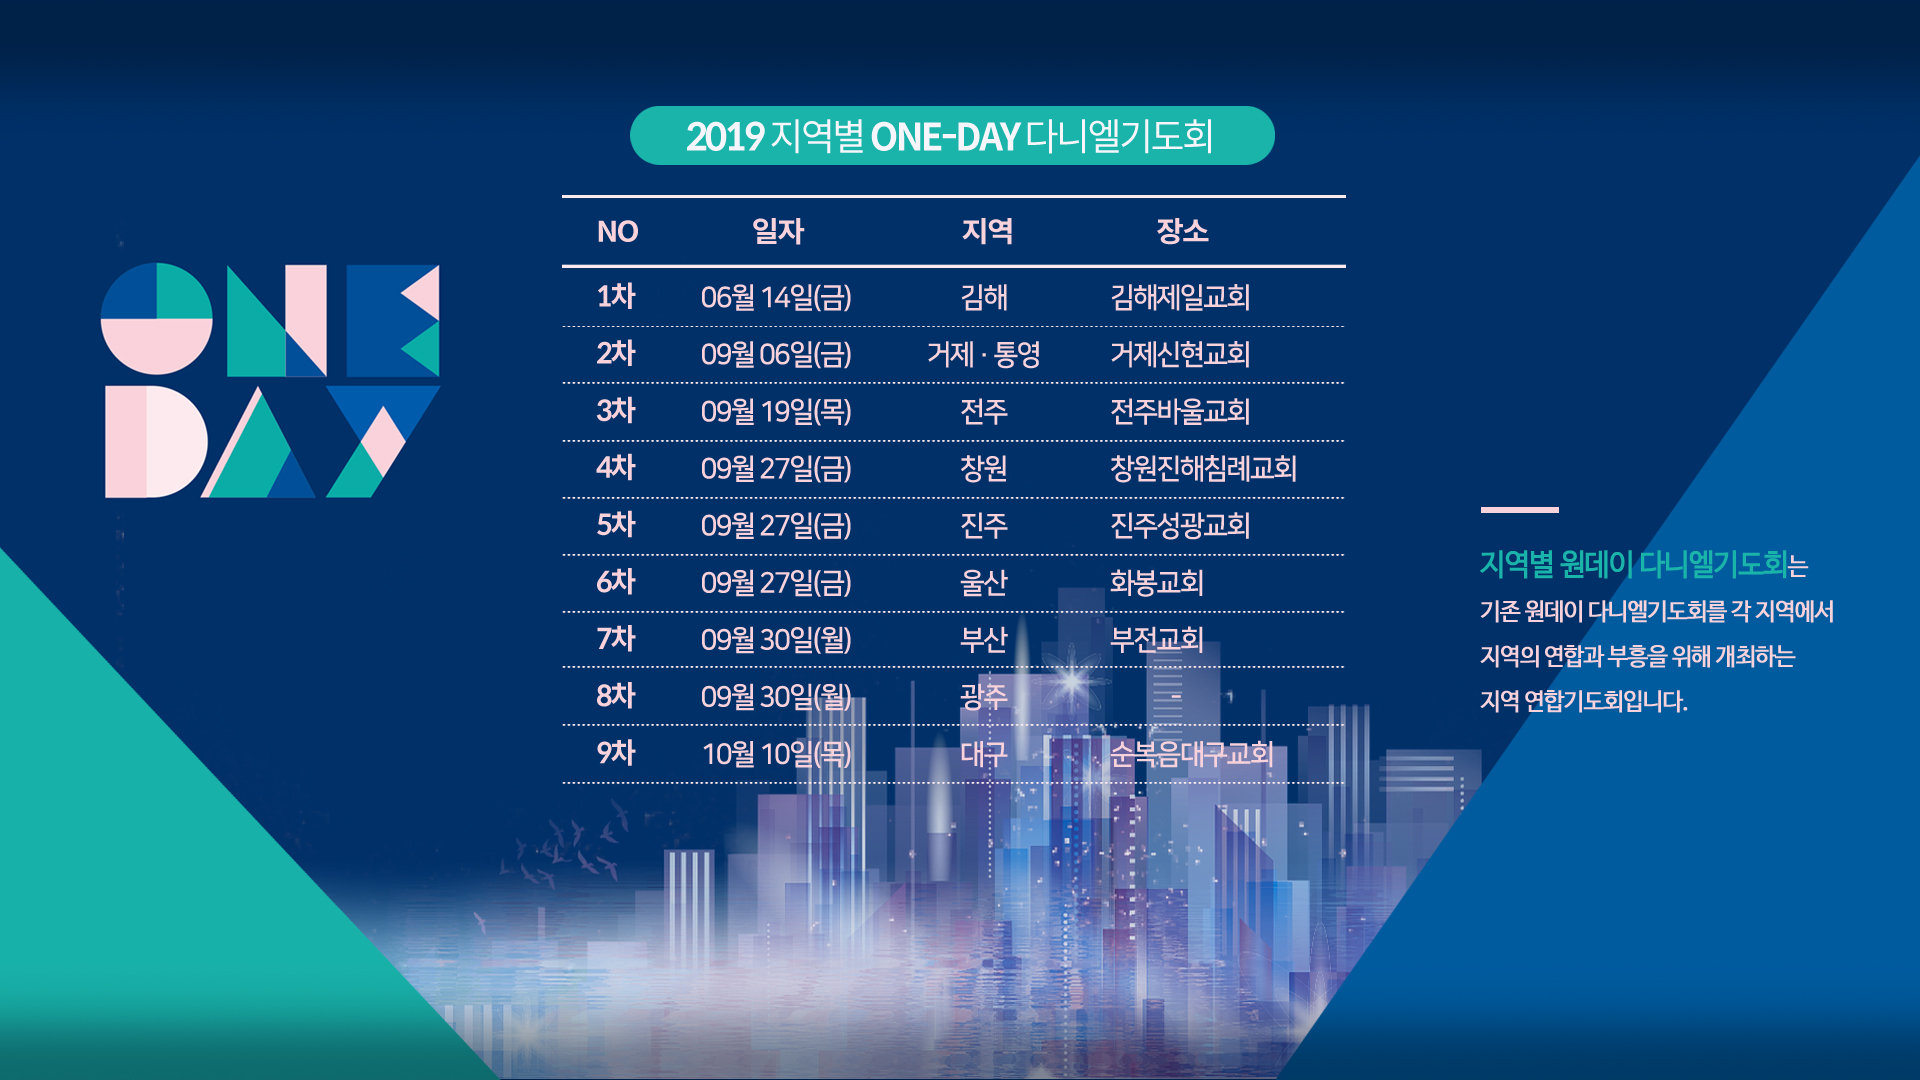 2019 지역별 ONE-DAY 다니엘기도회
ONE
DAY
NO 일자 지역 장소
1차 06월 14일(금) 김해 김해제일교회
2차 09월 06일(금) 거제 · 통영 거제신현교회
3차 09월 19일(목) 전주 전주바울교회
4차 09월 27일(금) 창원 창원진해침례교회
5차 09월 27일(금) 진주 진주성광교회
6차 09월 27일(금) 울산 화봉교회
7차 09월 30일(월) 부산 부전교회
8차 09월 30일(월) 광주 -
9차 10월 10일(목) 대구 순복음대구교회
지역별 원데이 다니엘기도회는
기존 원데이 다니엘기도회를 각 지역에서
지역의 연합과 부흥을 위해 개최하는
지역 연합기도회입니다.